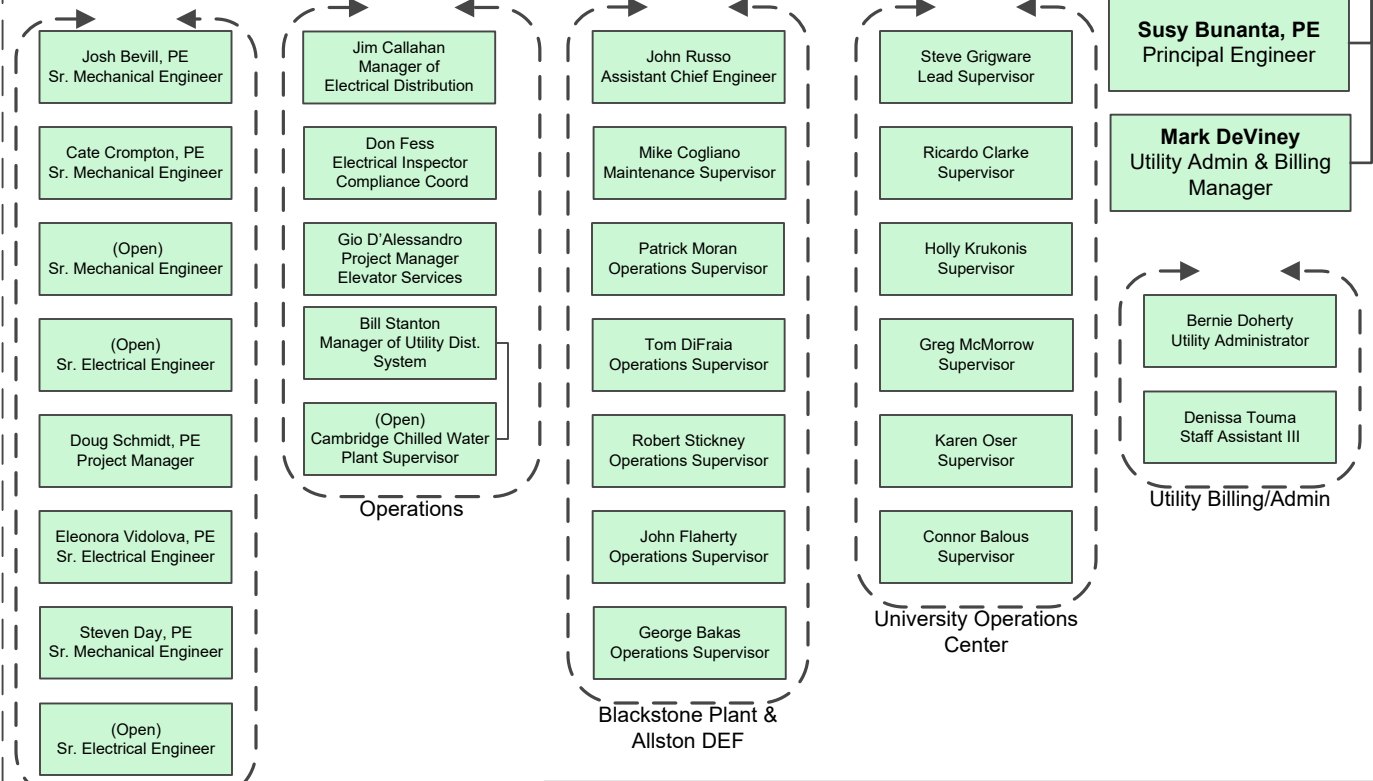 Josh Bevill, PE
Sr. Mechanical Engineer
Cate Crompton, PE
Sr. Mechanical Engineer
(Open)
Sr. Mechanical Engineer
(Open)
Sr. Electrical Engineer
Doug Schmidt, PE
Project Manager
Eleonora Vidolova, PE
Sr. Electrical Engineer
Steven Day, PE
Sr. Mechanical Engineer
(Open)
Sr. Electrical Engineer
Jim Callahan
Manager of
Electrical Distribution
Don Fess
Electrical Inspector
Compliance Coord
Gio D’Alessandro
Project Manager
Elevator Services
Bill Stanton
Manager of Utility Dist.
System
(Open)
Cambridge Chilled Water
Plant Supervisor
Operations
John Russo
Assistant Chief Engineer
Mike Cogliano
Maintenance Supervisor
Patrick Moran
Operations Supervisor
Tom DiFraia
Operations Supervisor
Robert Stickney
Operations Supervisor
John Flaherty
Operations Supervisor
George Bakas
Operations Supervisor
Blackstone Plant &
Allston DEF
Steve Grigware
Lead Supervisor
Ricardo Clarke
Supervisor
Holly Krukonis
Supervisor
Greg McMorrow
Supervisor
Karen Oser
Supervisor
Connor Balous
Supervisor
University Operations
Center
Susy Bunanta, PE
Principal Engineer
Mark DeViney
Utility Admin & Billing
Manager
Bernie Doherty
Utility Administrator
Denissa Touma
Staff Assistant III
Utility Billing/Admin